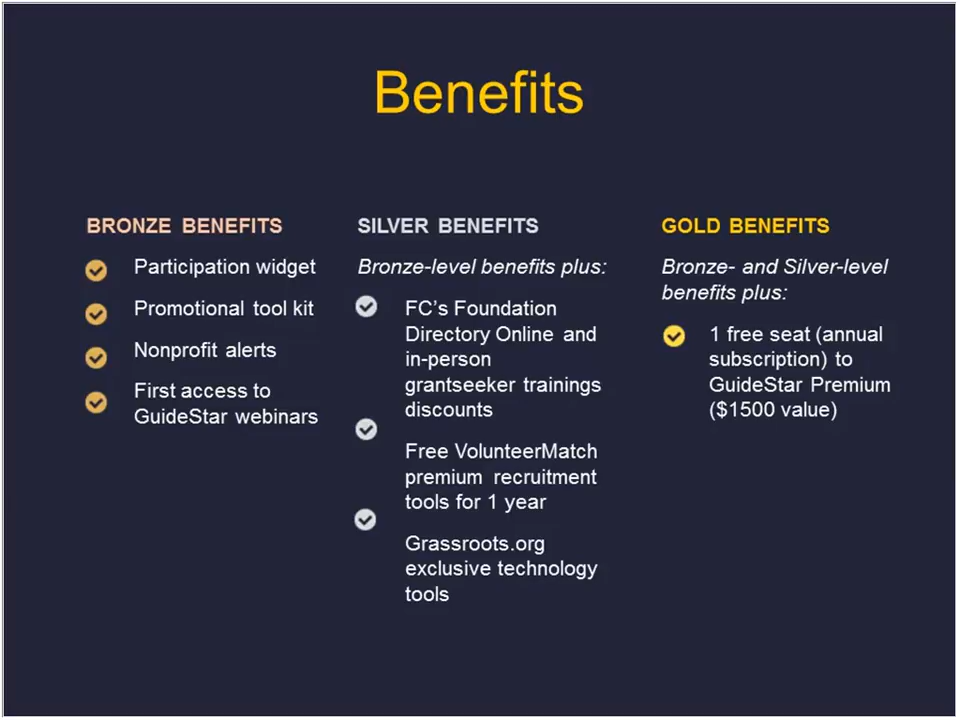 Benefits
BRONZE BENEFITS
Participation widget
Promotional tool kit
Nonprofit alerts
First access to
GuideStar webinars
SILVER BENEFITS
Bronze-level benefits plus:
FC's Foundation
Directory Online and
in-person
grantseeker trainings
discounts
Free VolunteerMatch
premium recruitment
tools for 1 year
Grassroots.org
exclusive technology
tools
GOLD BENEFITS
Bronze- and Silver-level
benefits plus:
1 free seat (annual
subscription) to
GuideStar Premium
($1500 value)